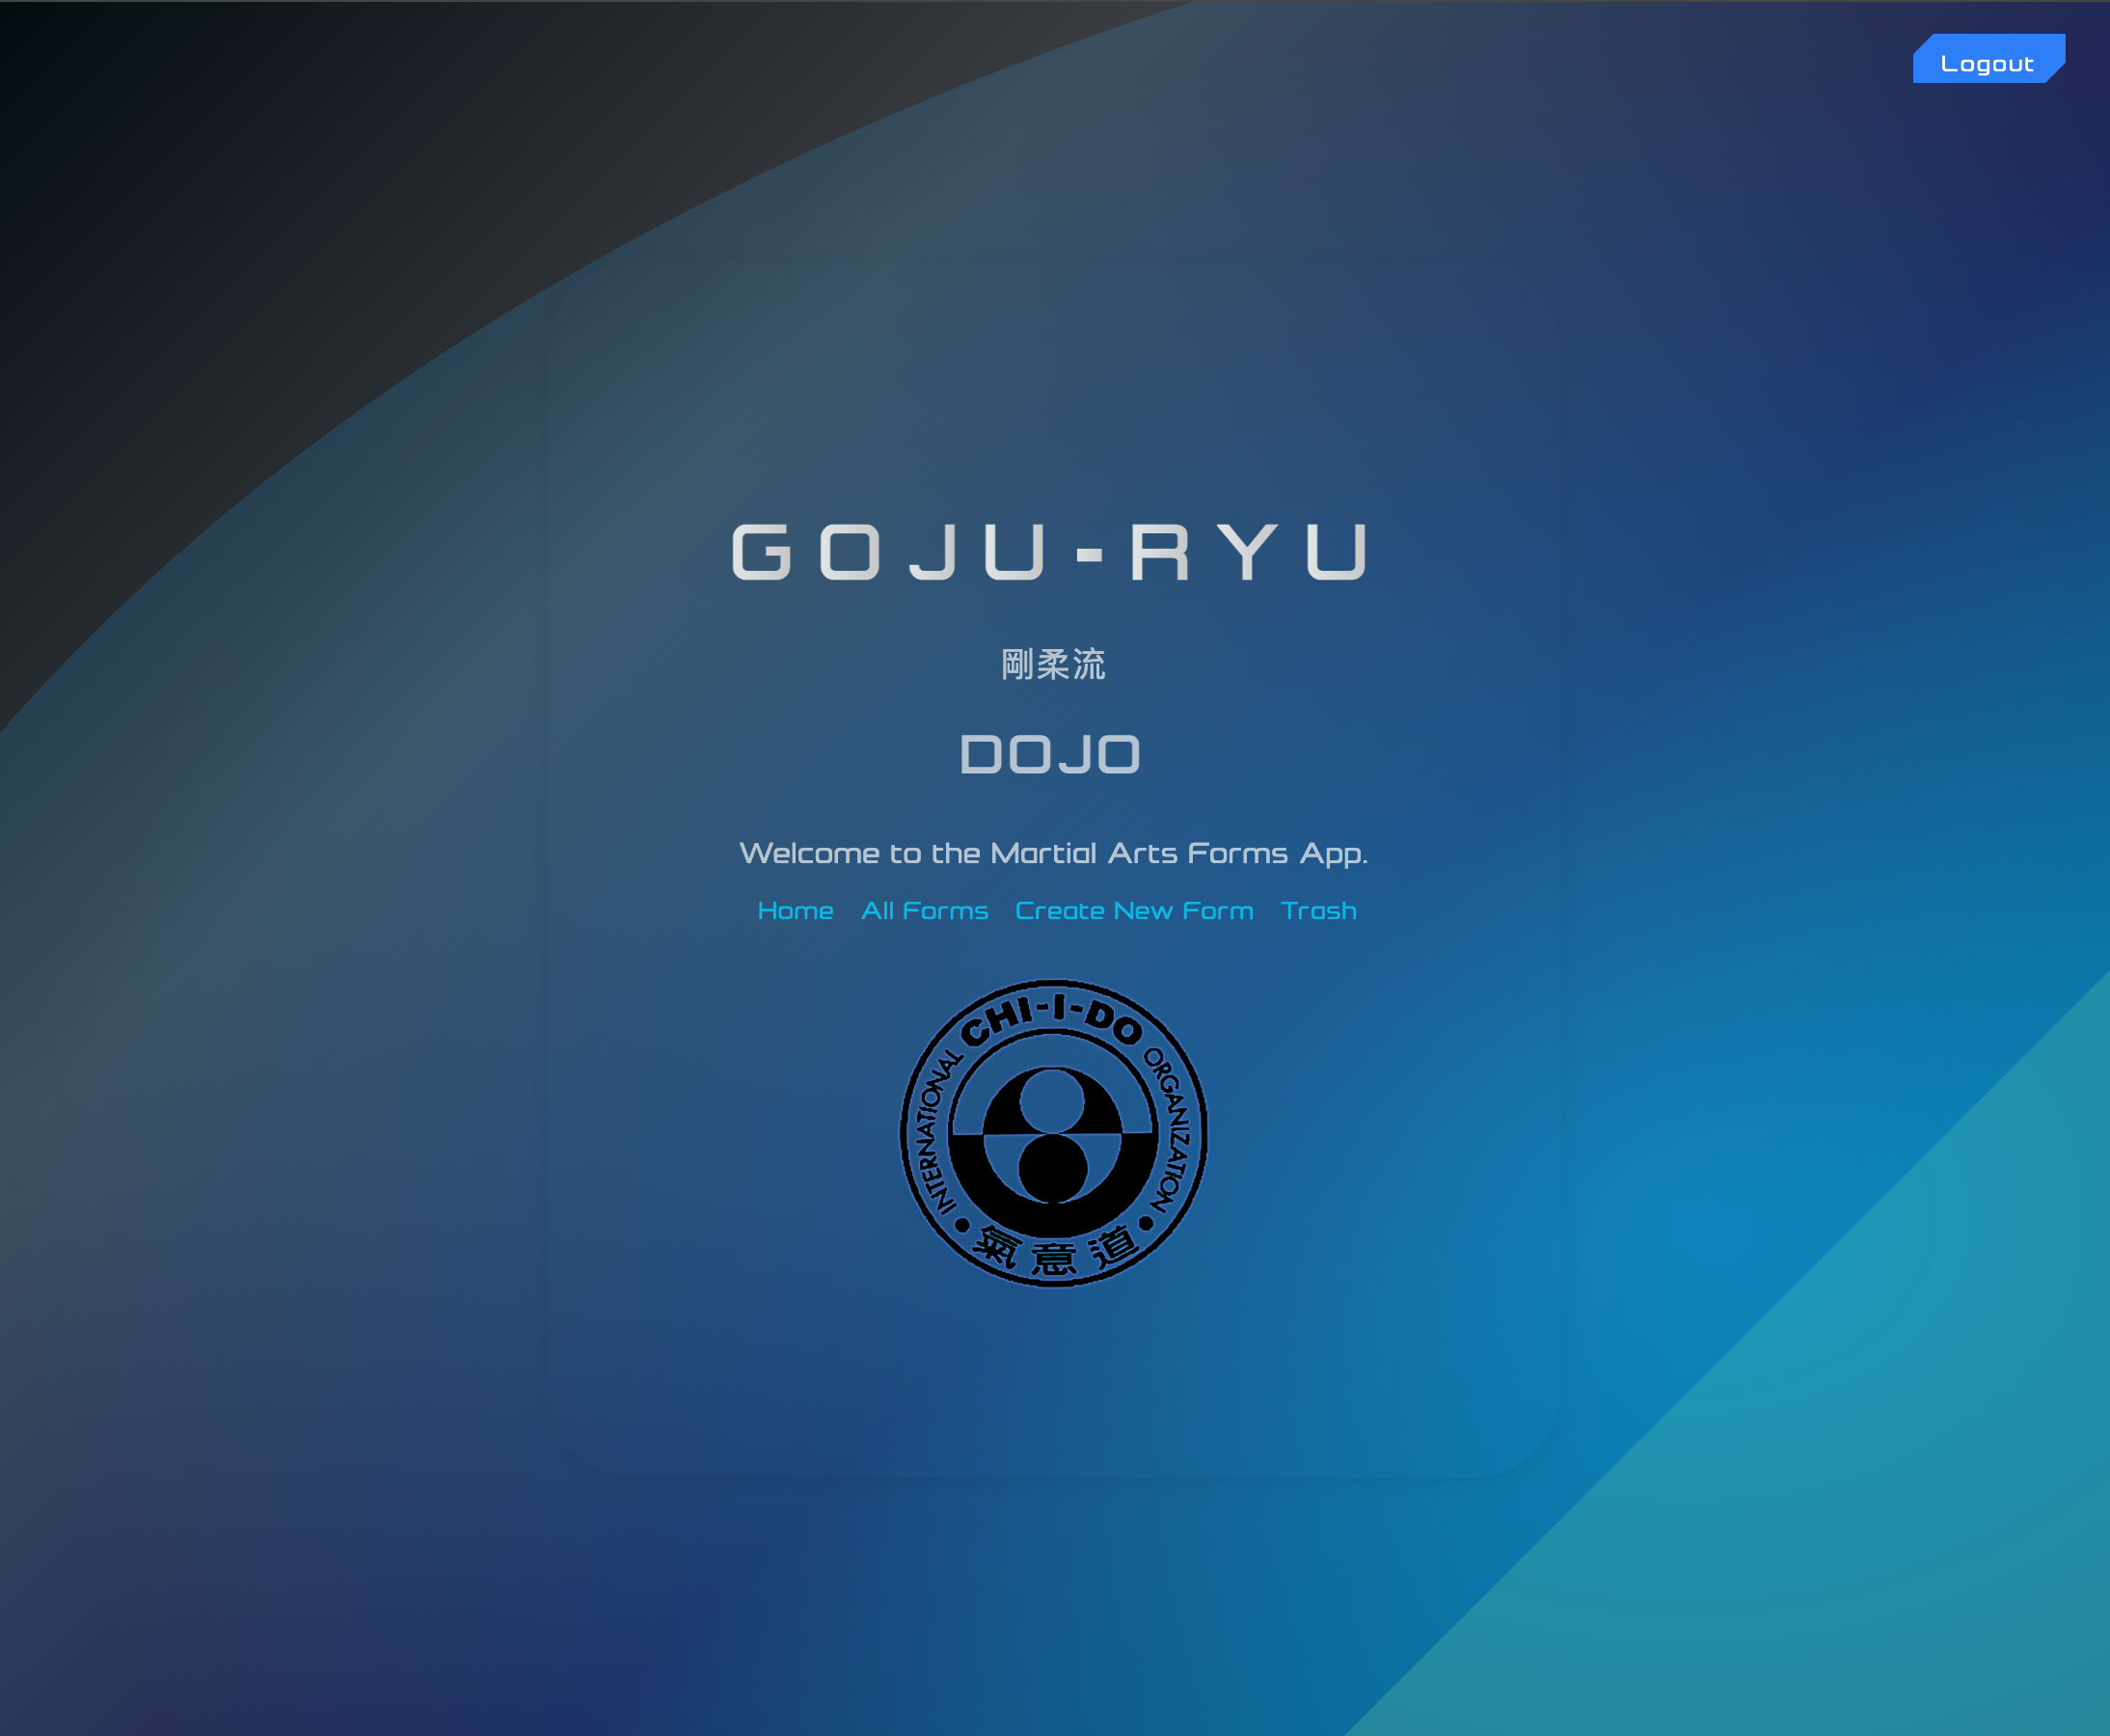 Logout
GOJU-RYU
剛柔流
DOJO
Welcome to the Martial Arts Forms App.
Home All Forms Create New Form Trash
INTERNATIONAL CHI-I-DO ORGANIZATION
氣意道